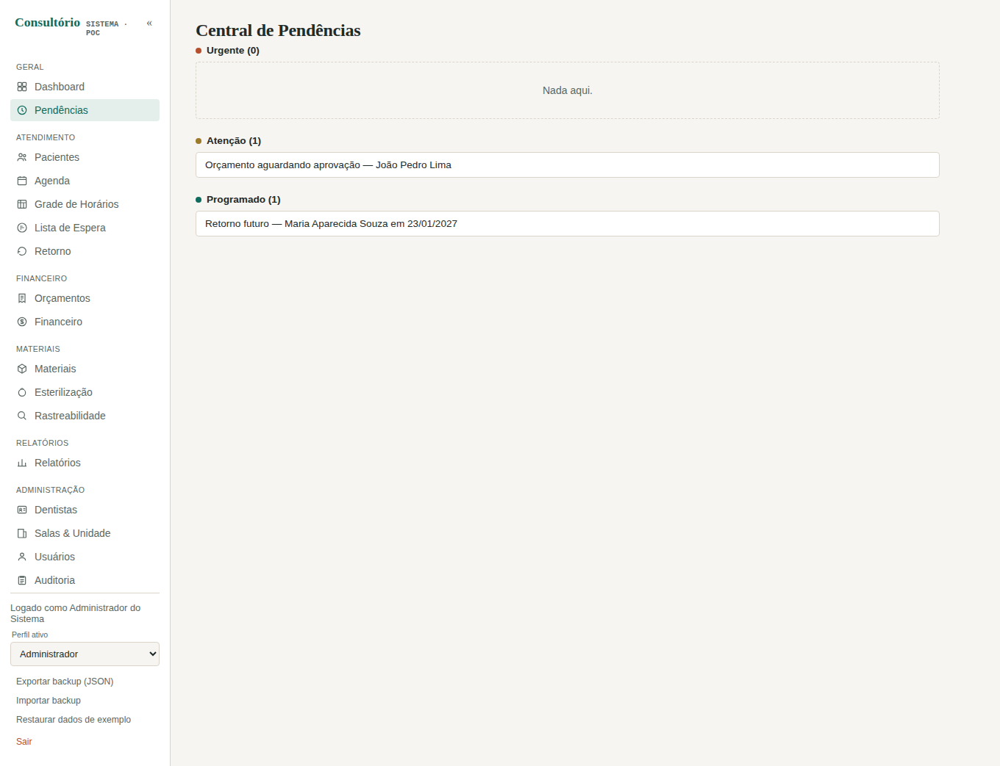 Consultório SISTEMA ·
POC
«
GERAL
Dashboard
Pendências
ATENDIMENTO
Pacientes
Agenda
Grade de Horários
Lista de Espera
Retorno
FINANCEIRO
Orçamentos
Financeiro
MATERIAIS
Materiais
Esterilização
Rastreabilidade
RELATÓRIOS
Relatórios
ADMINISTRAÇÃO
Dentistas
Salas & Unidade
Usuários
Auditoria
Logado como Administrador do
Sistema
Perfil ativo
Administrador
Exportar backup (JSON)
Importar backup
Restaurar dados de exemplo
Sair
Central de Pendências
Urgente (0)
Nada aqui.
Atenção (1)
Orçamento aguardando aprovação — João Pedro Lima
Programado (1)
Retorno futuro — Maria Aparecida Souza em 23/01/2027